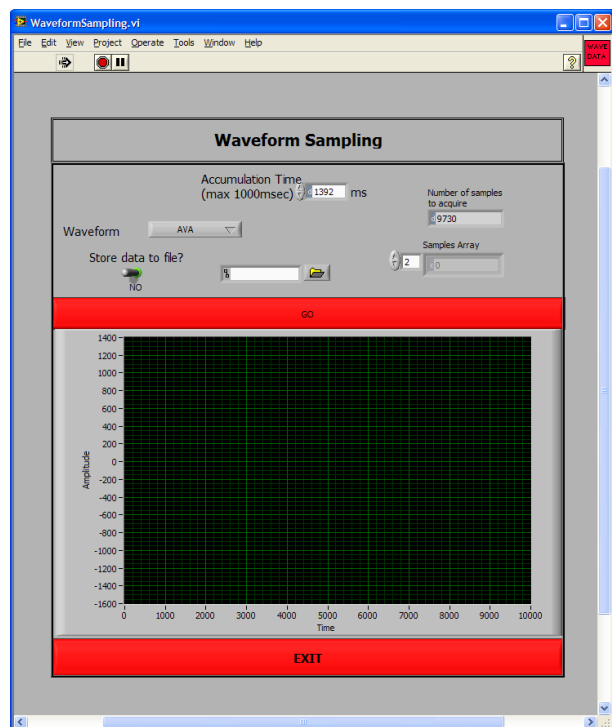 WaveformSampling.vi
File Edit View Project Operate Tools Window Help
WAVE
DATA
Waveform Sampling
Accumulation Time
(max 1000msec) 1392 ms
Number of samples
to acquire
9730
Waveform AVA
Samples Array
2 0
Store data to file?
NO
GO
1400
1200
1000
800
600
400
200
0
-200
-400
-600
-800
-1000
-1200
-1400
-1600
Amplitude
0 1000 2000 3000 4000 5000 6000 7000 8000 9000 10000
Time
EXIT